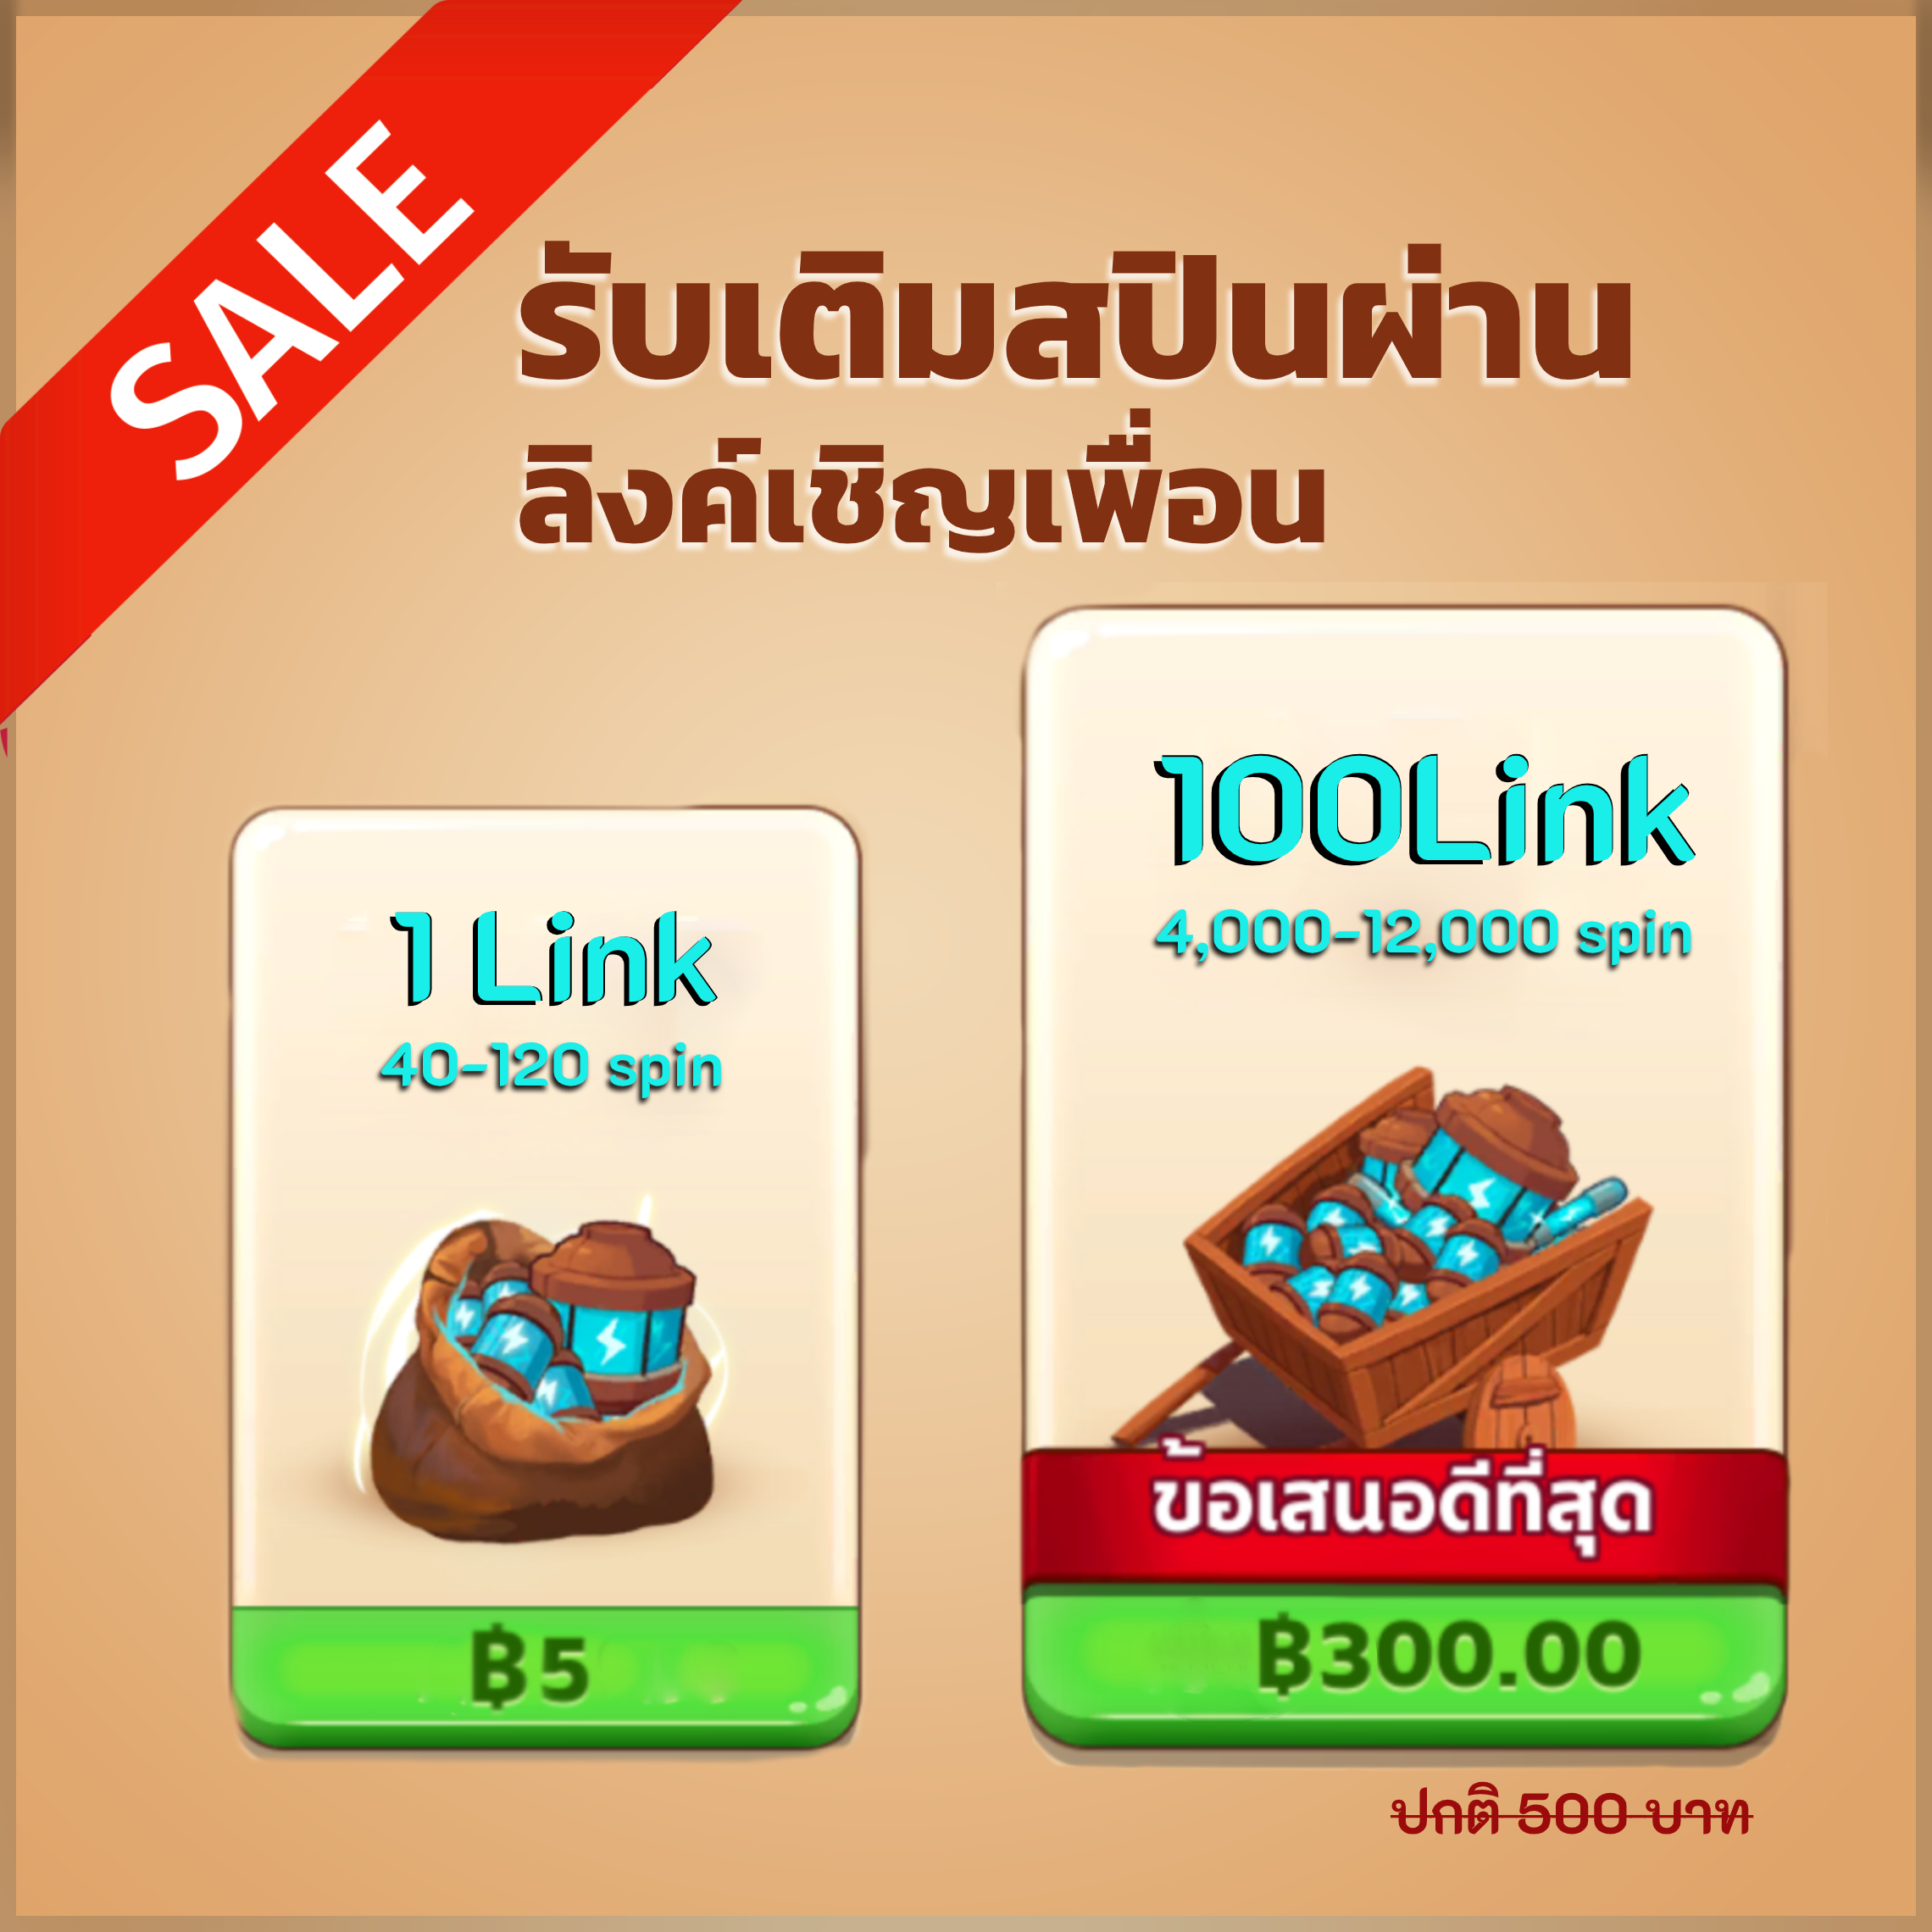 SALE
รับเติมสปินผ่าน
ลิงค์เชิญเพื่อน
1 Link
40-120 spin
฿5
100Link
4,000-12,000 spin
ข้อเสนอดีที่สุด
฿300.00
ปกติ 500 บาท